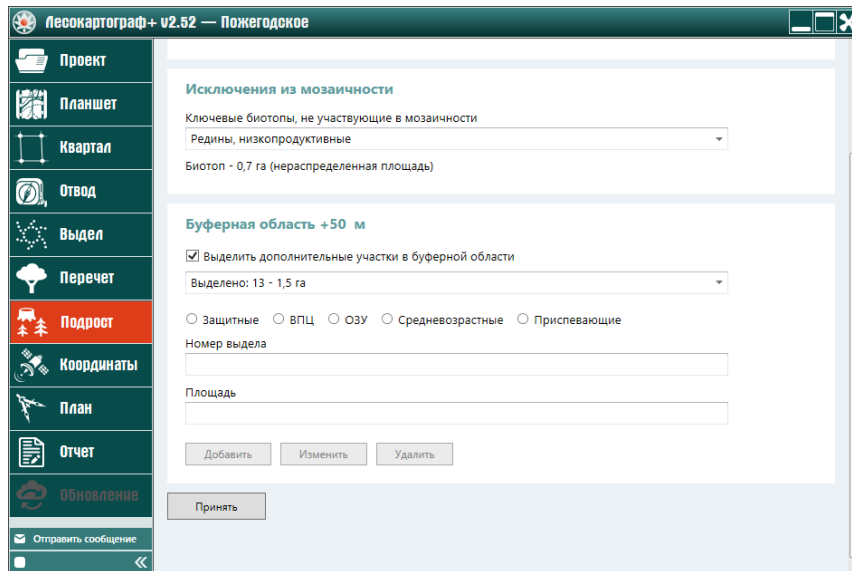 Лесокартограф+ v2.52 — Пожегодское
Проект
Планшет
Квартал
Отвод
Выдел
Перечет
Подрост
Координаты
План
Отчет
Обновление
Отправить сообщение
Исключения из мозаичности
Ключевые биотопы, не участвующие в мозаичности
Редины, низкопродуктивные
Биотоп - 0,7 га (нераспределенная площадь)
Буферная область +50 м
Выделить дополнительные участки в буферной области
Выделено: 13 - 1,5 га
Защитные ВПЦ ОЗУ Средневозрастные Приспевающие
Номер выдела
Площадь
Добавить Изменить Удалить
Принять